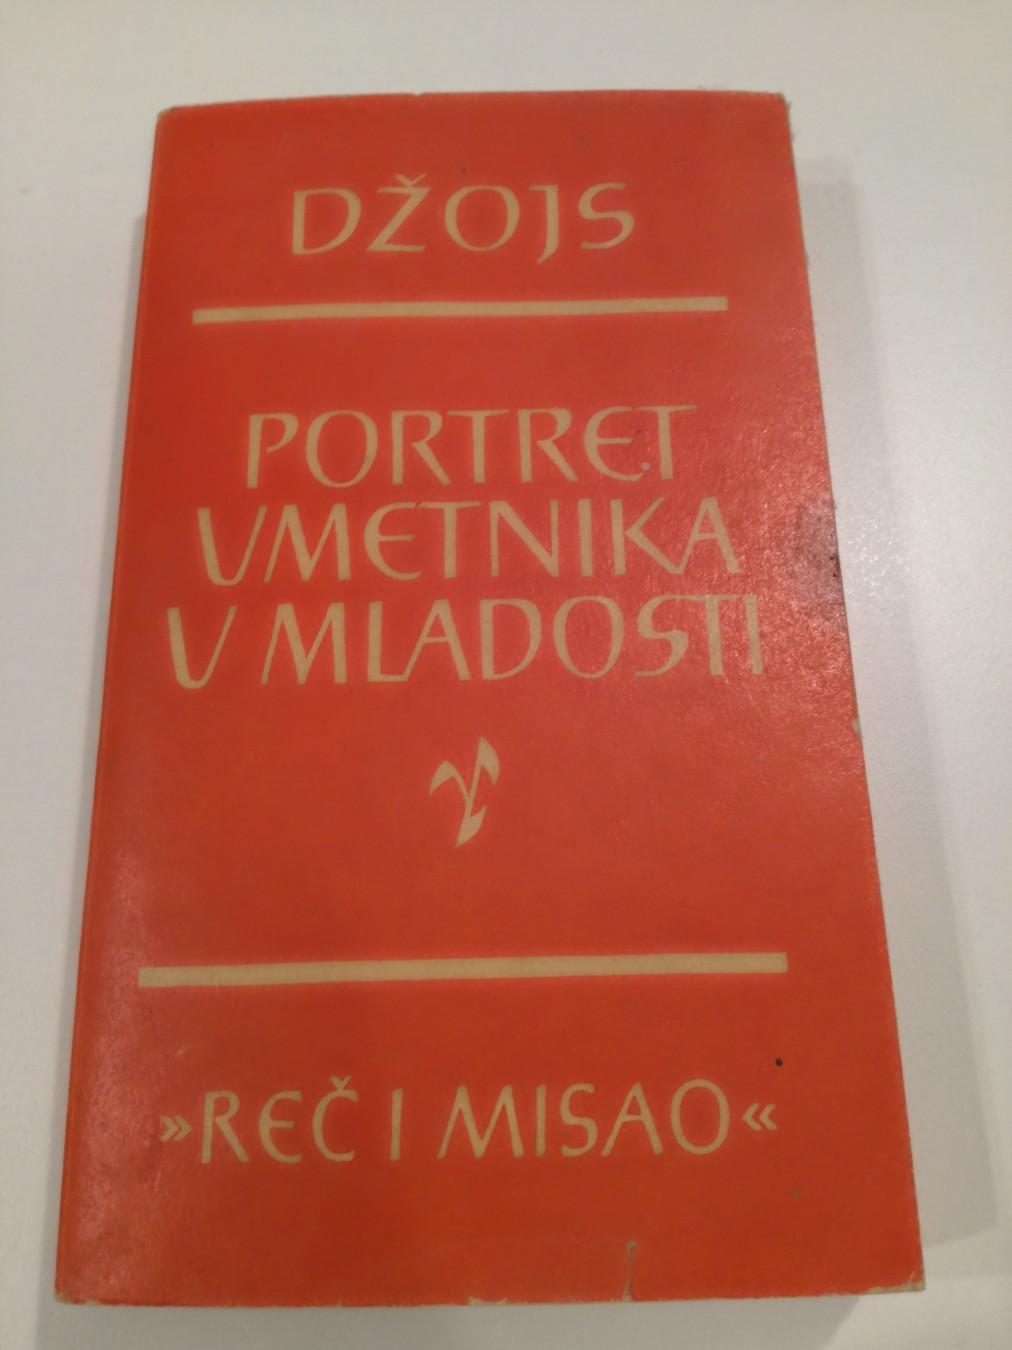 DŽOJS
PORTRET
UMETNIKA
U MLADOSTI
»REČ I MISAO«